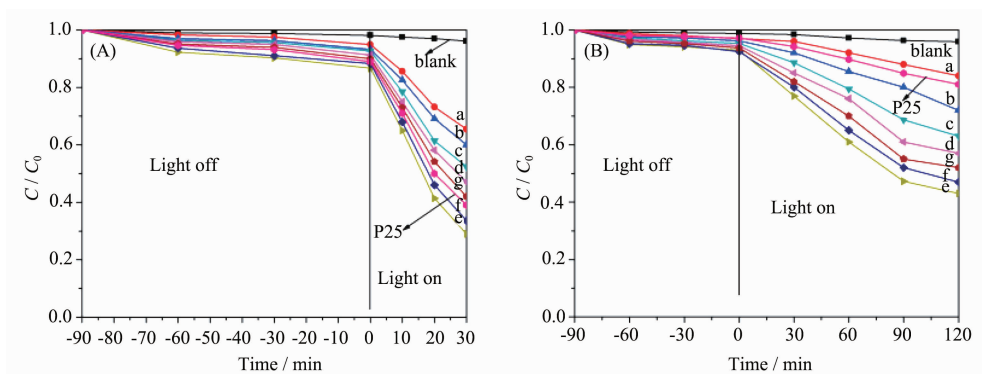 (A)
1.0
0.8
0.6
0.4
0.2
0.0
C / C0
-90 -80 -70 -60 -50 -40 -30 -20 -10 0 10 20 30
Time / min
Light off
Light on
blank
a
b
c
d
g
f
e
P25
(B)
1.0
0.8
0.6
0.4
0.2
0.0
C / C0
-90 -60 -30 0 30 60 90 120
Time / min
Light off
Light on
blank
a
P25
b
c
d
g
f
e